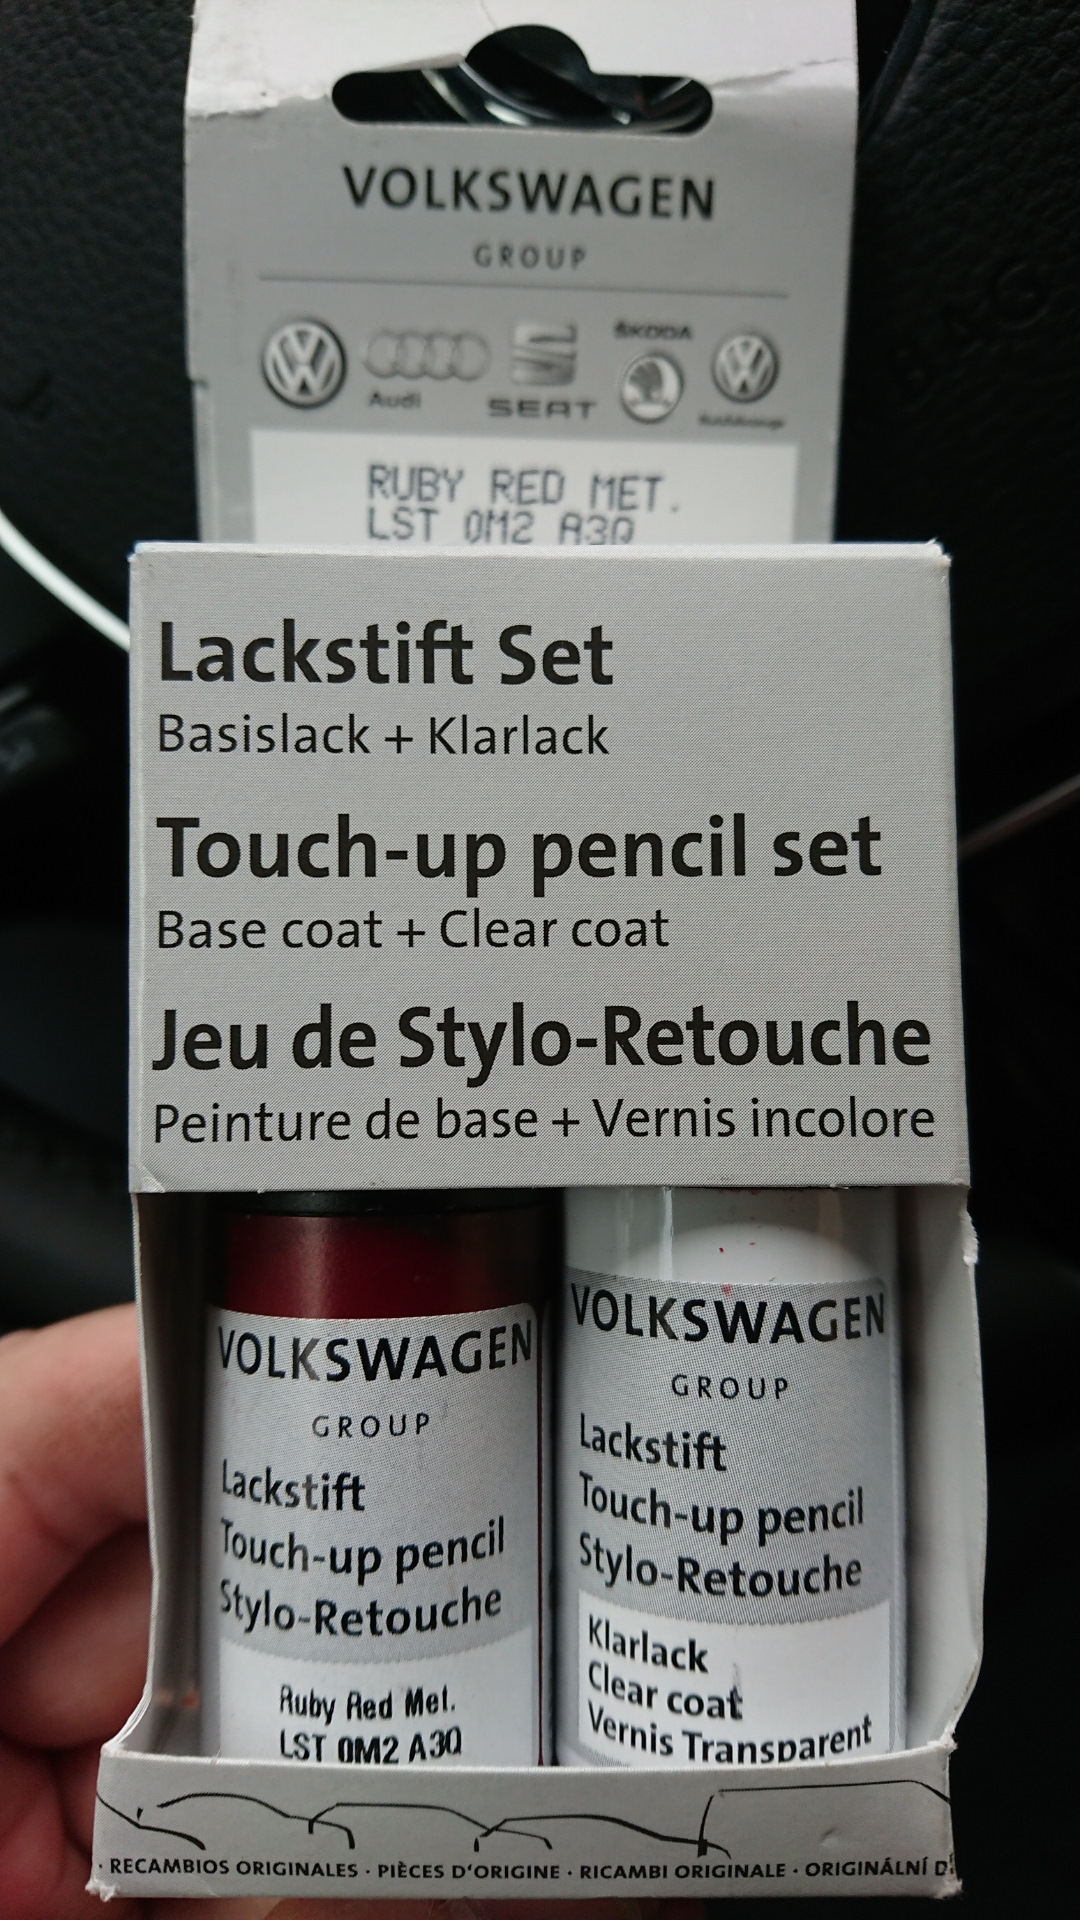 VOLKSWAGEN
GROUP
Audi
SEAT
ŠKODA
RUBY RED MET.
LST 0M2 A3Q
Lackstift Set
Basislack + Klarlack
Touch-up pencil set
Base coat + Clear coat
Jeu de Stylo-Retouche
Peinture de base + Vernis incolore
VOLKSWAGEN
GROUP
Lackstift
Touch-up pencil
Stylo-Retouche
Ruby Red Met.
LST 0M2 A3Q
VOLKSWAGEN
GROUP
Lackstift
Touch-up pencil
Stylo-Retouche
Klarlack
Clear coat
Vernis Transparent
· RECAMBIOS ORIGINALES · PIÈCES D'ORIGINE · RICAMBI ORIGINALE · ORIGINÁLNÍ D